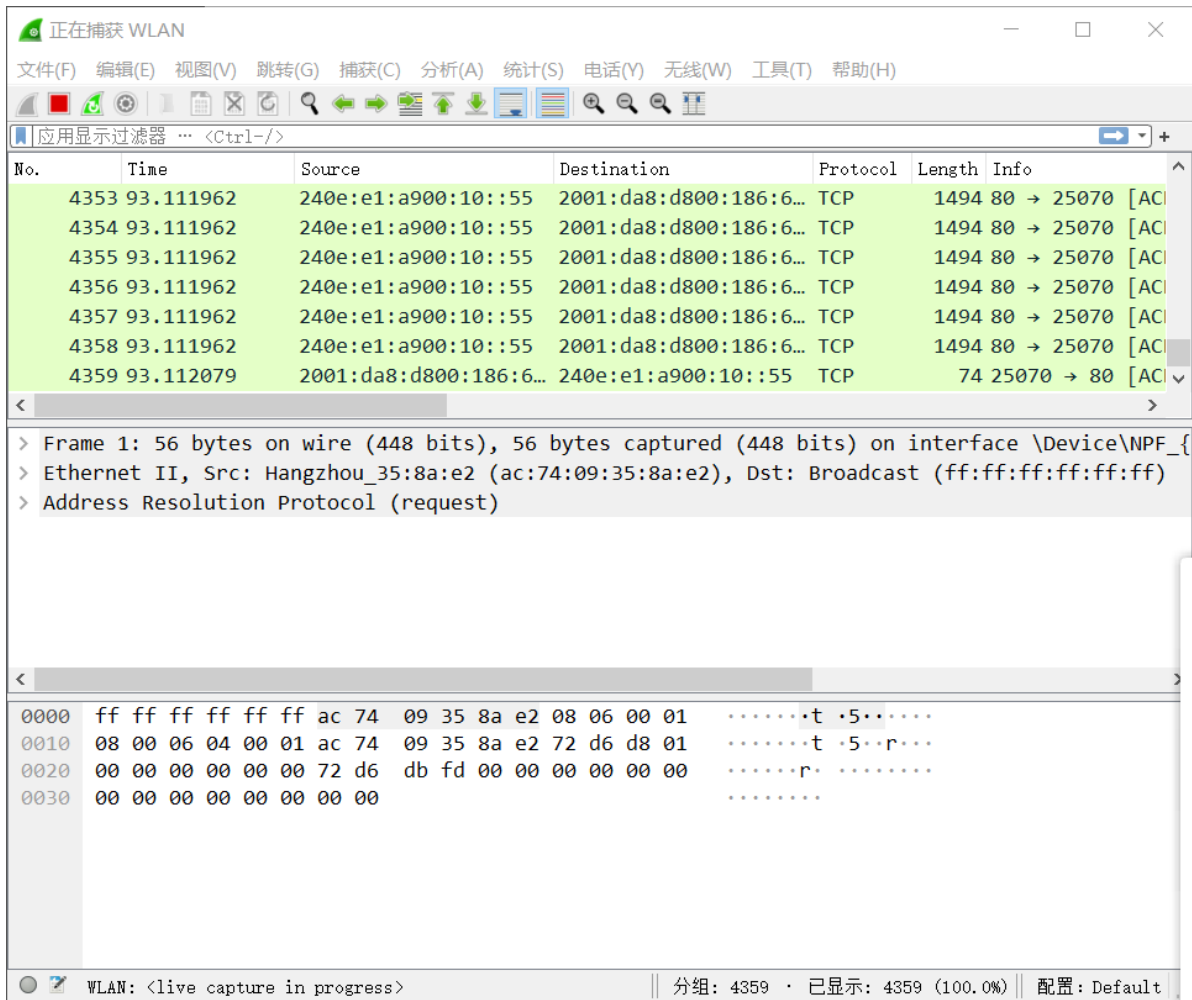 正在捕获 WLAN
文件(F) 编辑(E) 视图(V) 跳转(G) 捕获(C) 分析(A) 统计(S) 电话(Y) 无线(W) 工具(T) 帮助(H)
应用显示过滤器 … <Ctrl-/>
No. Time Source Destination Protocol Length Info
4353 93.111962 240e:e1:a900:10::55 2001:da8:d800:186:6… TCP 1494 80 → 25070 [AC
4354 93.111962 240e:e1:a900:10::55 2001:da8:d800:186:6… TCP 1494 80 → 25070 [AC
4355 93.111962 240e:e1:a900:10::55 2001:da8:d800:186:6… TCP 1494 80 → 25070 [AC
4356 93.111962 240e:e1:a900:10::55 2001:da8:d800:186:6… TCP 1494 80 → 25070 [AC
4357 93.111962 240e:e1:a900:10::55 2001:da8:d800:186:6… TCP 1494 80 → 25070 [AC
4358 93.111962 240e:e1:a900:10::55 2001:da8:d800:186:6… TCP 1494 80 → 25070 [AC
4359 93.112079 2001:da8:d800:186:6… 240e:e1:a900:10::55 TCP 74 25070 → 80 [AC
> Frame 1: 56 bytes on wire (448 bits), 56 bytes captured (448 bits) on interface \Device\NPF_{
> Ethernet II, Src: Hangzhou_35:8a:e2 (ac:74:09:35:8a:e2), Dst: Broadcast (ff:ff:ff:ff:ff:ff)
> Address Resolution Protocol (request)
0000 ff ff ff ff ff ff ac 74 09 35 8a e2 08 06 00 01 ·······t ·5······
0010 08 00 06 04 00 01 ac 74 09 35 8a e2 72 d6 d8 01 ·······t ·5··r···
0020 00 00 00 00 00 00 72 d6 db fd 00 00 00 00 00 00 ······r· ········
0030 00 00 00 00 00 00 00 00 ········
WLAN: <live capture in progress> 分组: 4359 · 已显示: 4359 (100.0%) 配置: Default